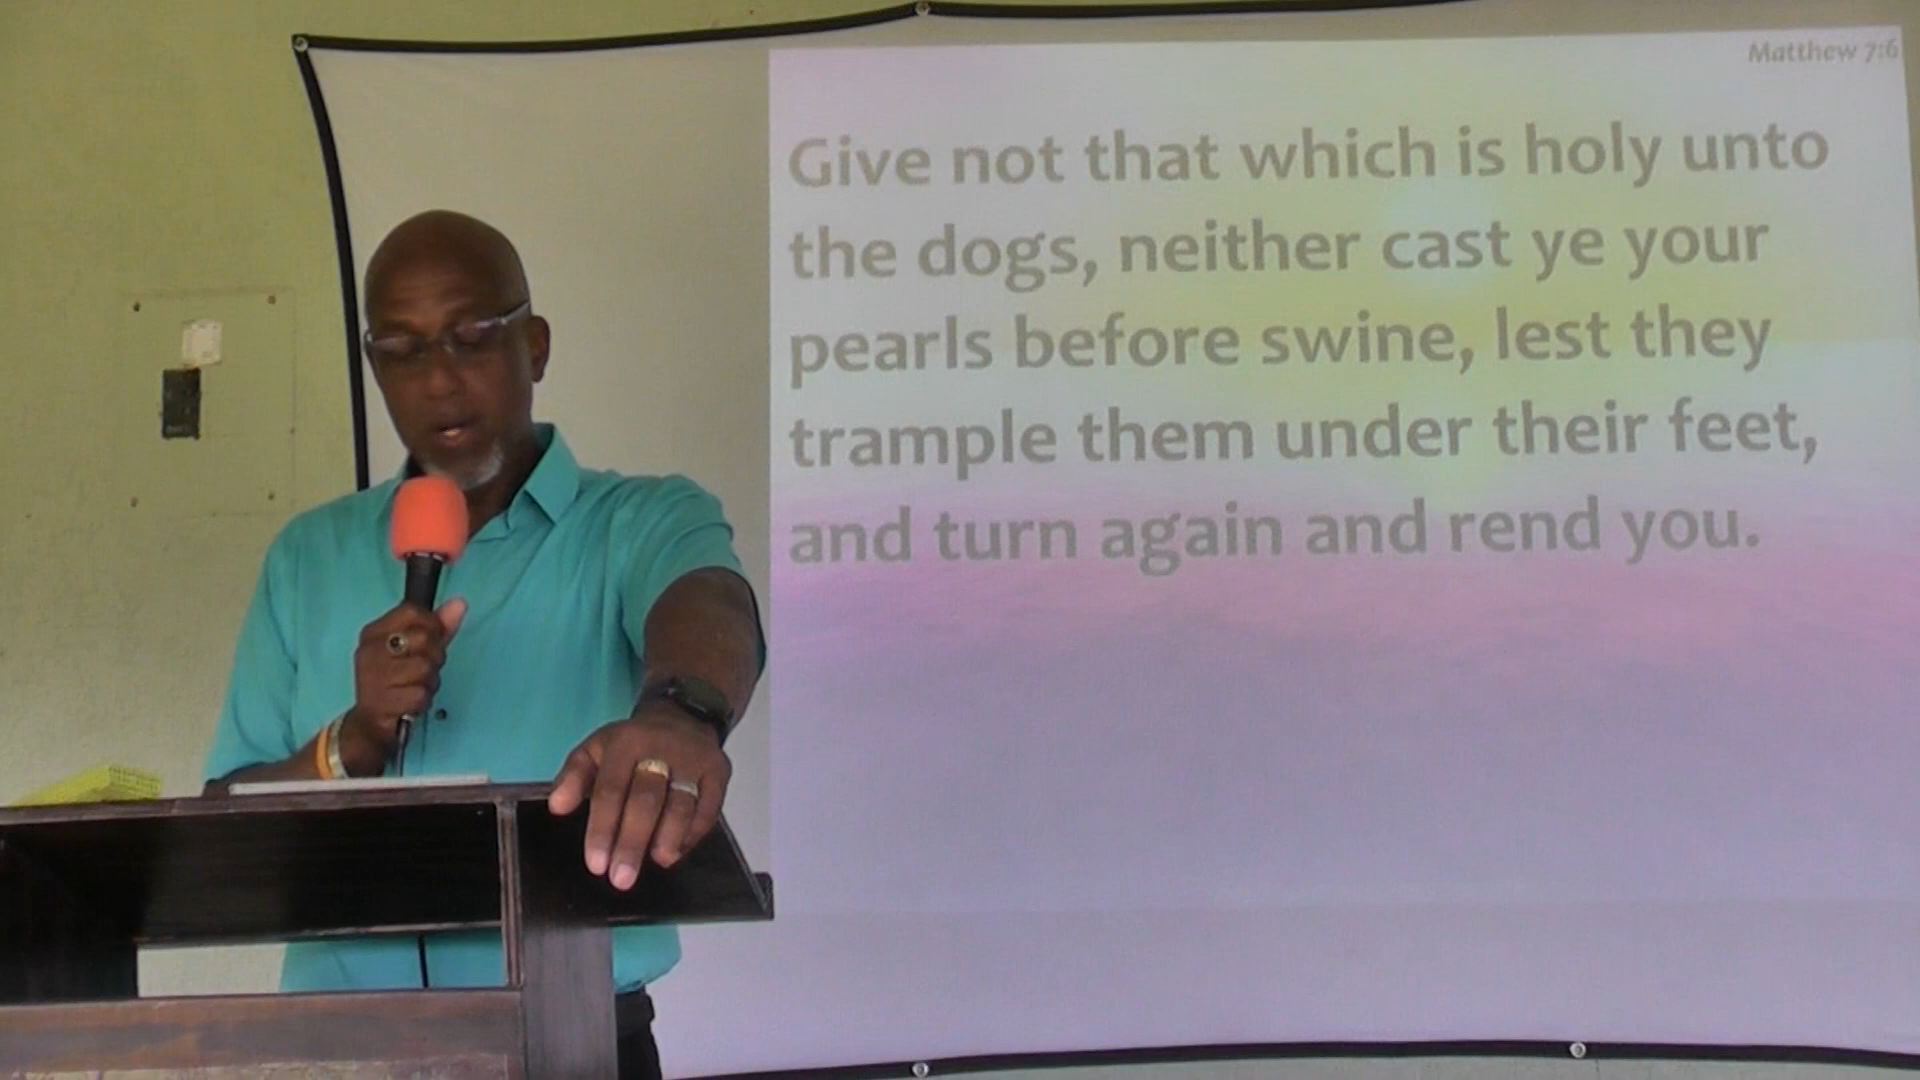 Matthew 7:6
Give not that which is holy unto
the dogs, neither cast ye your
pearls before swine, lest they
trample them under their feet,
and turn again and rend you.